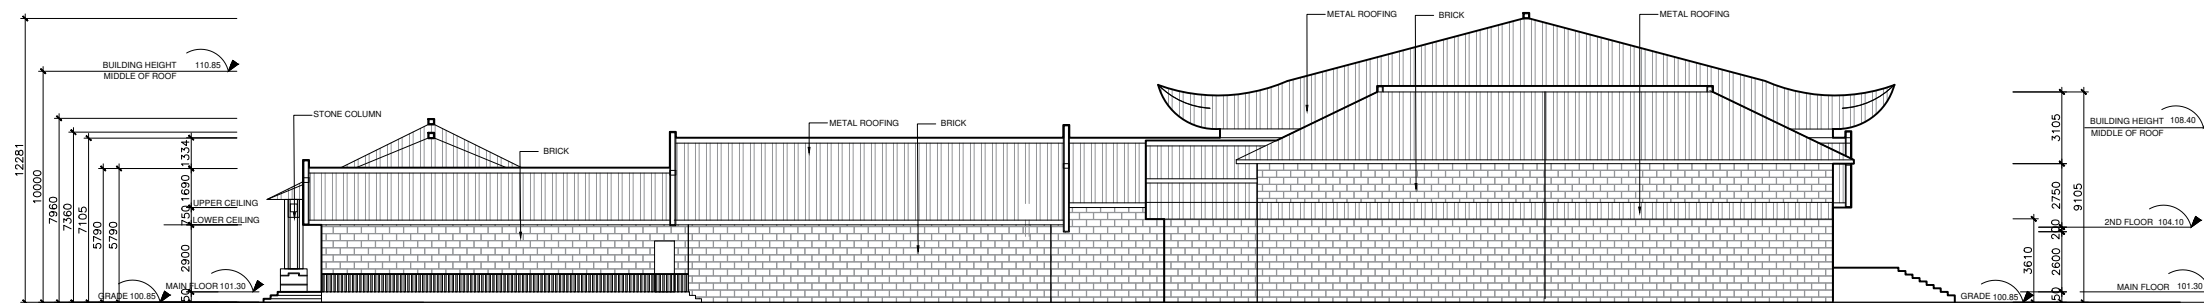 METAL ROOFING
BRICK
METAL ROOFING
BUILDING HEIGHT 110.85
MIDDLE OF ROOF
STONE COLUMN
METAL ROOFING
BRICK
BRICK
UPPER CEILING
LOWER CEILING
MAIN FLOOR 101.30
GRADE 100.85
12281
10000
7960
7360
7105
5790
5790
1334
1690
750
2900
BUILDING HEIGHT 108.40
MIDDLE OF ROOF
2ND FLOOR 104.10
MAIN FLOOR 101.30
GRADE 100.85
3105
2750
9105
200
2600
3610